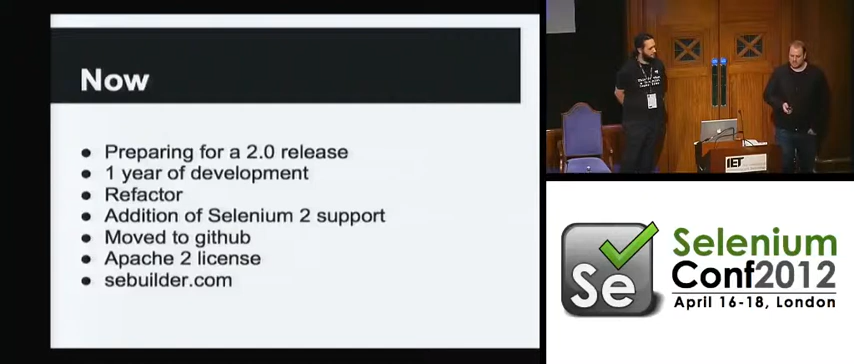 Now
Preparing for a 2.0 release
1 year of development
Refactor
Addition of Selenium 2 support
Moved to github
Apache 2 license
sebuilder.com
IET
Se
Selenium
Conf2012
April 16-18, London